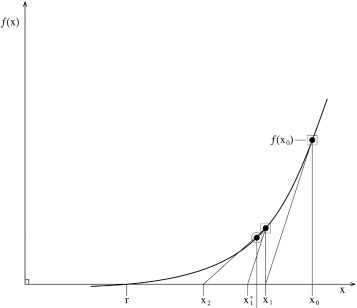 f(x)
f(x₀)
x
r x₂ x₁* x₁ x₀